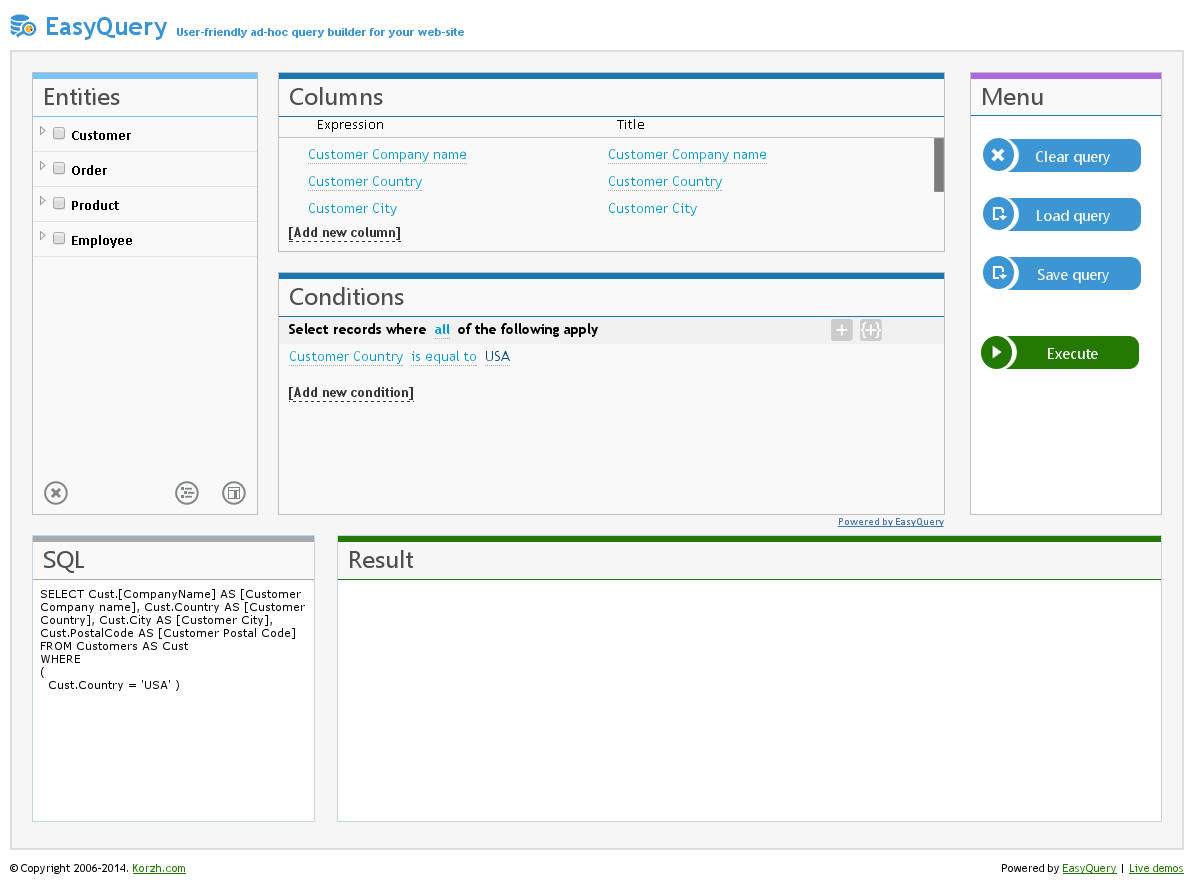 EasyQuery User-friendly ad-hoc query builder for your web-site
Entities
Customer
Order
Product
Employee
Columns
Expression Title
Customer Company name Customer Company name
Customer Country Customer Country
Customer City Customer City
[Add new column]
Conditions
Select records where all of the following apply
Customer Country is equal to USA
[Add new condition]
Powered by EasyQuery
Menu
Clear query
Load query
Save query
Execute
SQL
SELECT Cust.[CompanyName] AS [Customer
Company name], Cust.Country AS [Customer
Country], Cust.City AS [Customer City],
Cust.PostalCode AS [Customer Postal Code]
FROM Customers AS Cust
WHERE
(
Cust.Country = 'USA' )
Result
© Copyright 2006-2014. Korzh.com
Powered by EasyQuery | Live demos